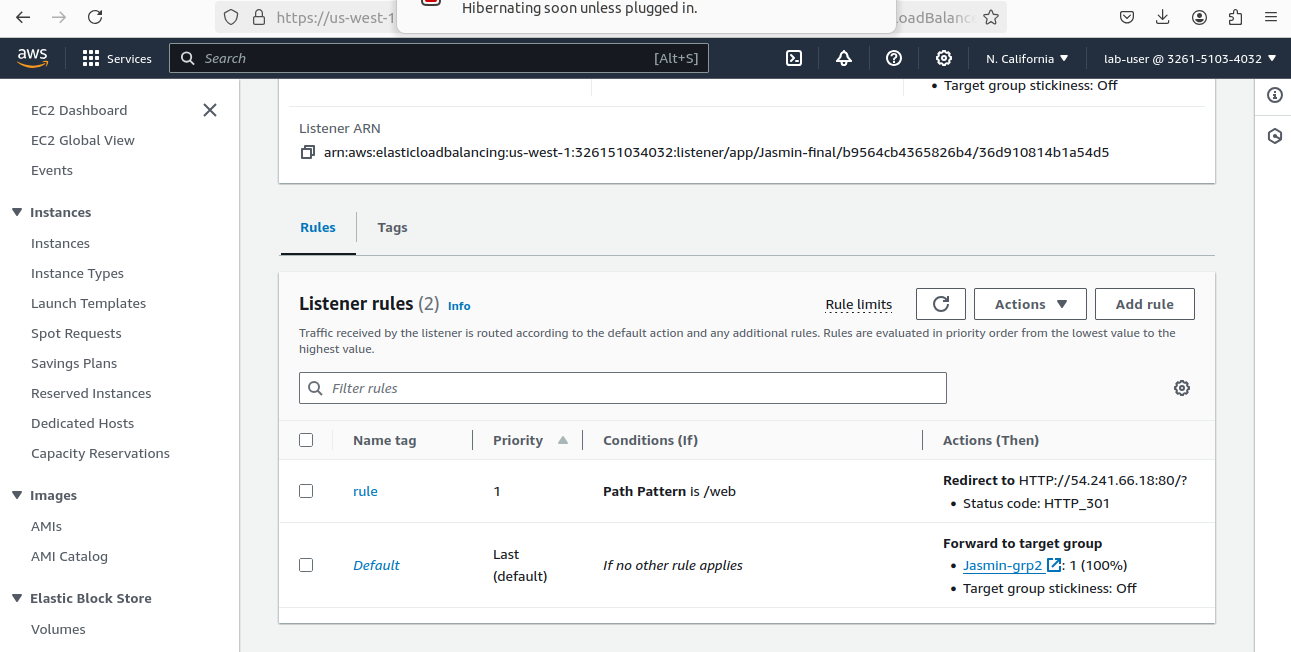 Hibernating soon unless plugged in.
https://us-west-1
LoadBalance
aws
Services
Search
[Alt+S]
N. California
lab-user @ 3261-5103-4032
EC2 Dashboard
EC2 Global View
Events
Instances
Instances
Instance Types
Launch Templates
Spot Requests
Savings Plans
Reserved Instances
Dedicated Hosts
Capacity Reservations
Images
AMIs
AMI Catalog
Elastic Block Store
Volumes
• Target group stickiness: Off
Listener ARN
arn:aws:elasticloadbalancing:us-west-1:326151034032:listener/app/Jasmin-final/b9564cb4365826b4/36d910814b1a54d5
Rules
Tags
Listener rules (2) Info
Rule limits
Actions
Add rule
Traffic received by the listener is routed according to the default action and any additional rules. Rules are evaluated in priority order from the lowest value to the
highest value.
Filter rules
Name tag
Priority
Conditions (If)
Actions (Then)
rule
1
Path Pattern is /web
Redirect to HTTP://54.241.66.18:80/?
• Status code: HTTP_301
Default
Last
(default)
If no other rule applies
Forward to target group
• Jasmin-grp2 : 1 (100%)
• Target group stickiness: Off